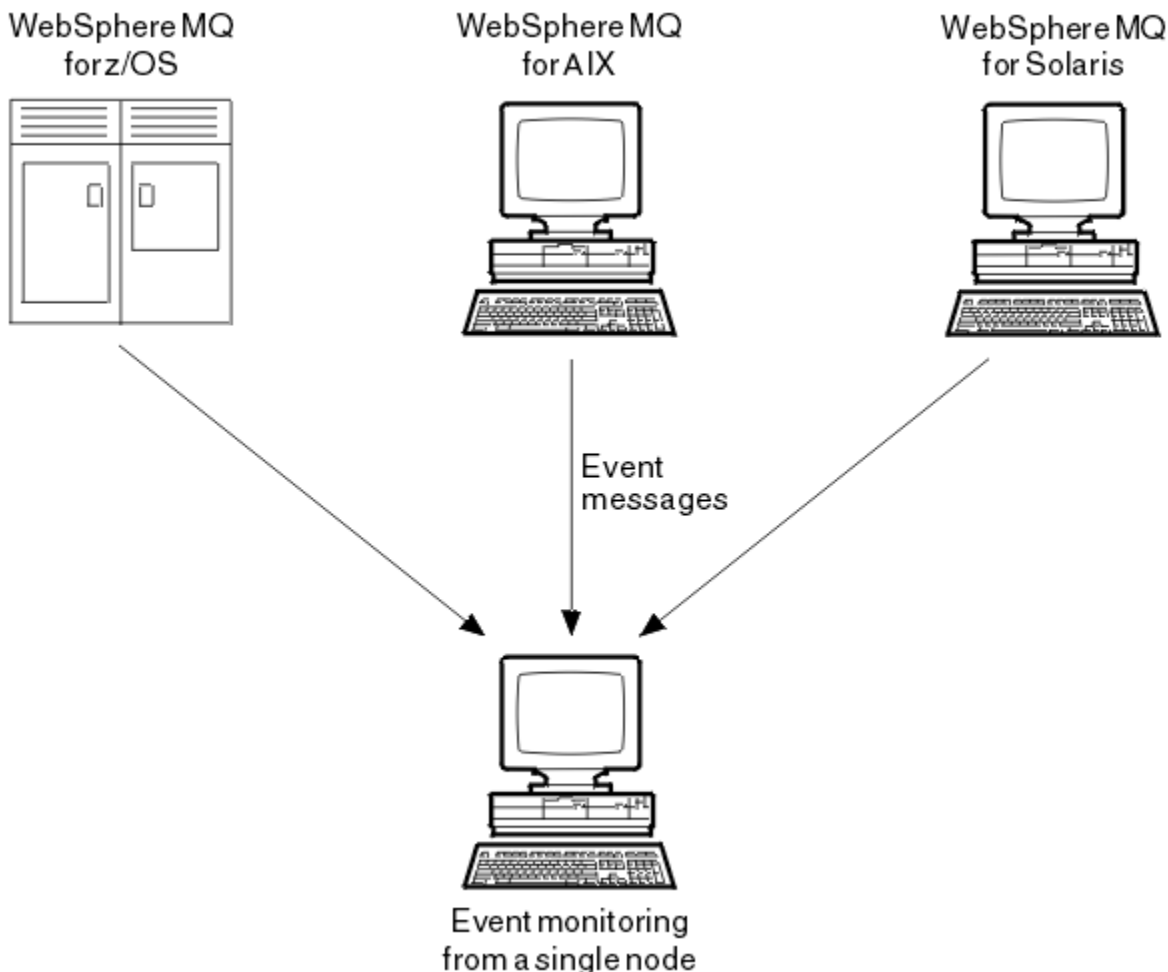 WebSphere MQ
for z/OS
WebSphere MQ
for AIX
WebSphere MQ
for Solaris
Event
messages
Event monitoring
from a single node